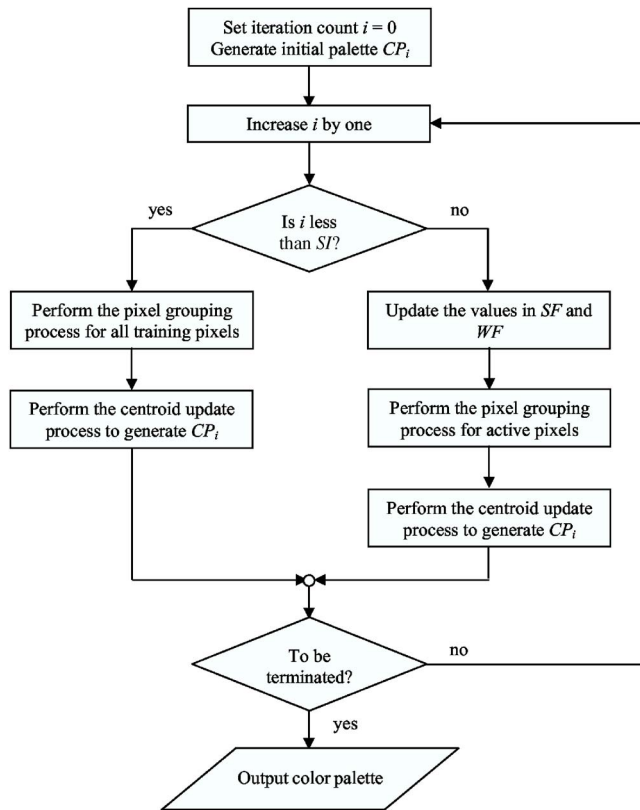 Set iteration count i = 0
Generate initial palette CPi
Increase i by one
Is i less
than SI?
yes
no
Perform the pixel grouping
process for all training pixels
Perform the centroid update
process to generate CPi
Update the values in SF and
WF
Perform the pixel grouping
process for active pixels
Perform the centroid update
process to generate CPi
To be
terminated?
no
yes
Output color palette